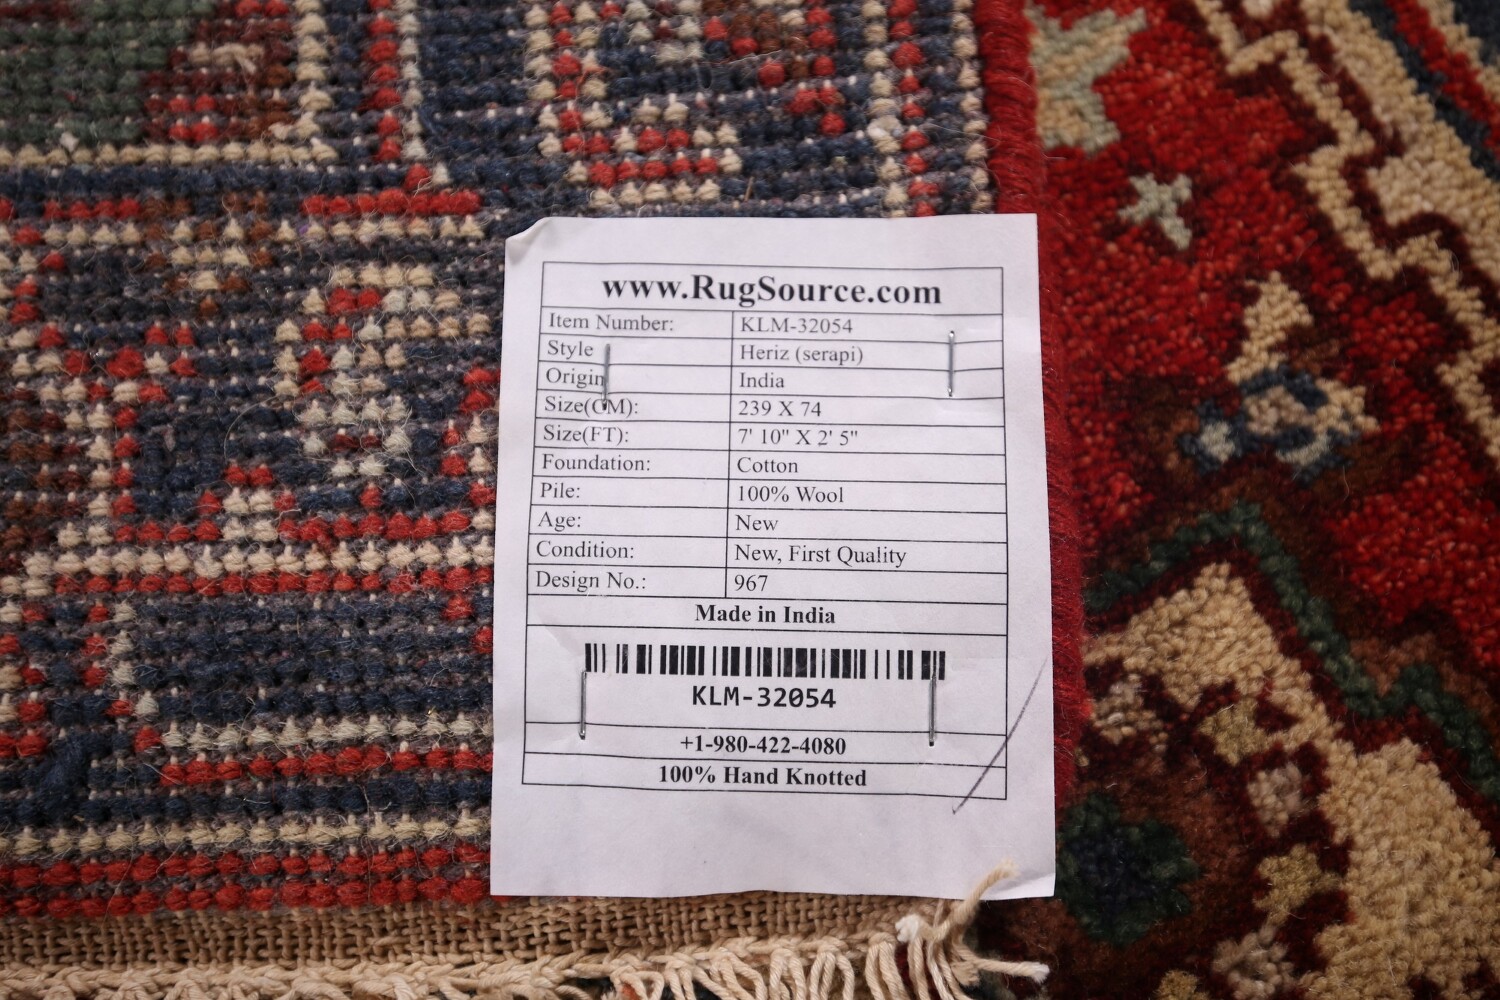 www.RugSource.com
Item Number: KLM-32054
Style Heriz (serapi)
Origin India
Size(CM): 239 X 74
Size(FT): 7' 10" X 2' 5"
Foundation: Cotton
Pile: 100% Wool
Age: New
Condition: New, First Quality
Design No.: 967
Made in India
KLM-32054
+1-980-422-4080
100% Hand Knotted